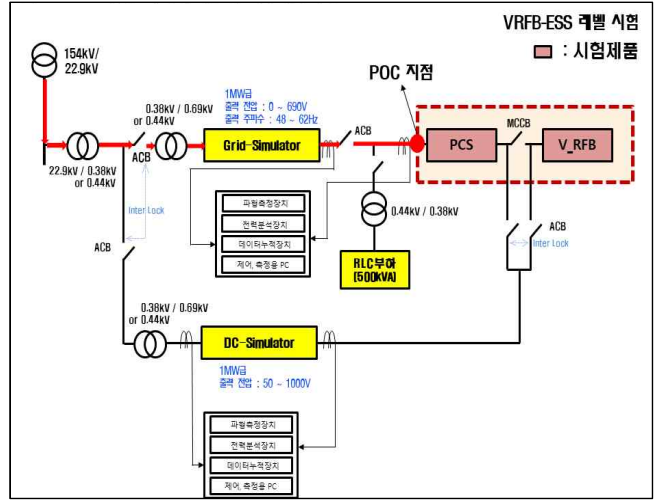 VRFB-ESS 레벨 시험
: 시험제품
154kV/
22.9kV
POC 지점
1MW급
출력 전압 : 0 ~ 690V
출력 주파수 : 48 ~ 62Hz
0.38kV / 0.69kV
or 0.44kV
ACB
MCCB
ACB
Grid-Simulator
PCS
V_RFB
22.9kV / 0.38kV
or 0.44kV
Inter Lock
파워측정장치
전력분석장치
데이터누적장치
제어, 측정용 PC
0.44kV / 0.38kV
ACB
Inter Lock
ACB
RLC부하
(500kVA)
0.38kV / 0.69kV
or 0.44kV
DC-Simulator
1MW급
출력 전압 : 50 ~ 1000V
파워측정장치
전력분석장치
데이터누적장치
제어, 측정용 PC